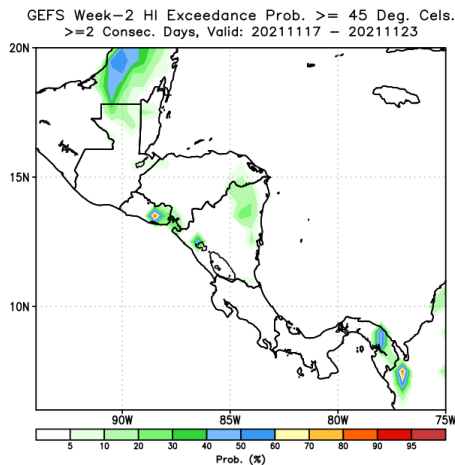 GEFS Week−2 HI Exceedance Prob. >= 45 Deg. Cels.
>=2 Consec. Days, Valid: 20211117 − 20211123
20N
15N
10N
90W 85W 80W 75W
5 10 20 30 40 50 60 70 80 90 95
Prob. (%)